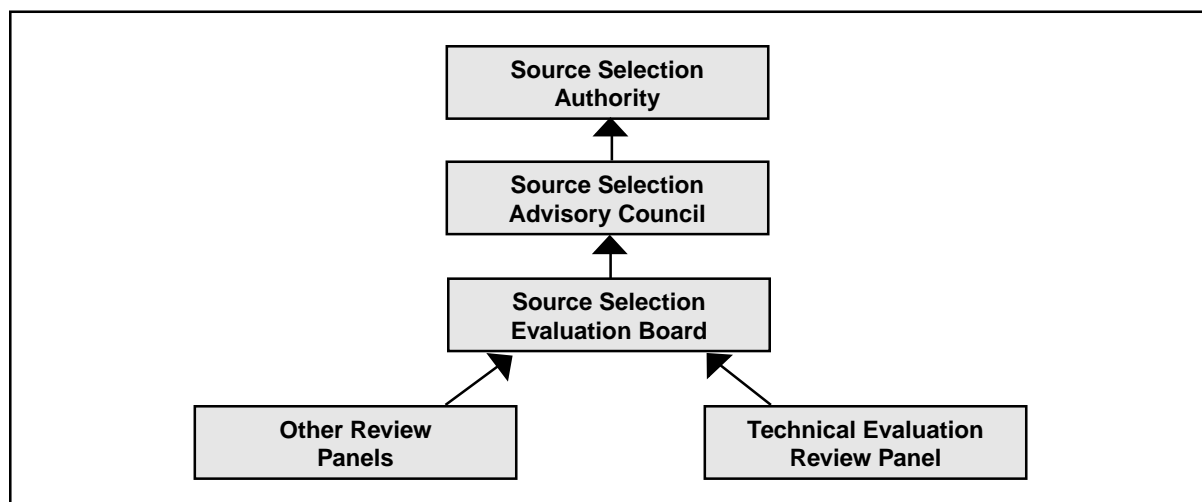 Source Selection
Authority
Source Selection
Advisory Council
Source Selection
Evaluation Board
Other Review
Panels
Technical Evaluation
Review Panel